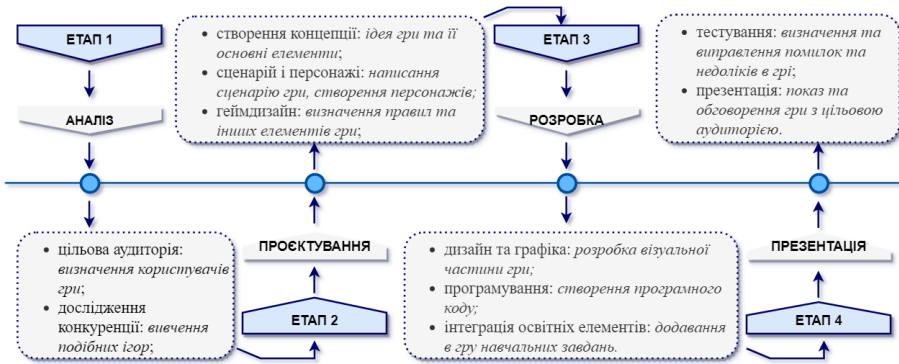 ЕТАП 1
АНАЛІЗ
• цільова аудиторія:
визначення користувачів
гри;
• дослідження
конкуренції: вивчення
подібних ігор;
ЕТАП 2
ПРОЄКТУВАННЯ
• створення концепції: ідея гри та її
основні елементи;
• сценарій і персонажі: написання
сценарію гри, створення персонажів;
• геймдизайн: визначення правил та
інших елементів гри;
ЕТАП 3
РОЗРОБКА
• дизайн та графіка: розробка візуальної
частини гри;
• програмування: створення програмного
коду;
• інтеграція освітніх елементів: додавання
в гру навчальних завдань.
ЕТАП 4
ПРЕЗЕНТАЦІЯ
• тестування: визначення та
виправлення помилок та
недоліків в грі;
• презентація: показ та
обговорення гри з цільовою
аудиторією.